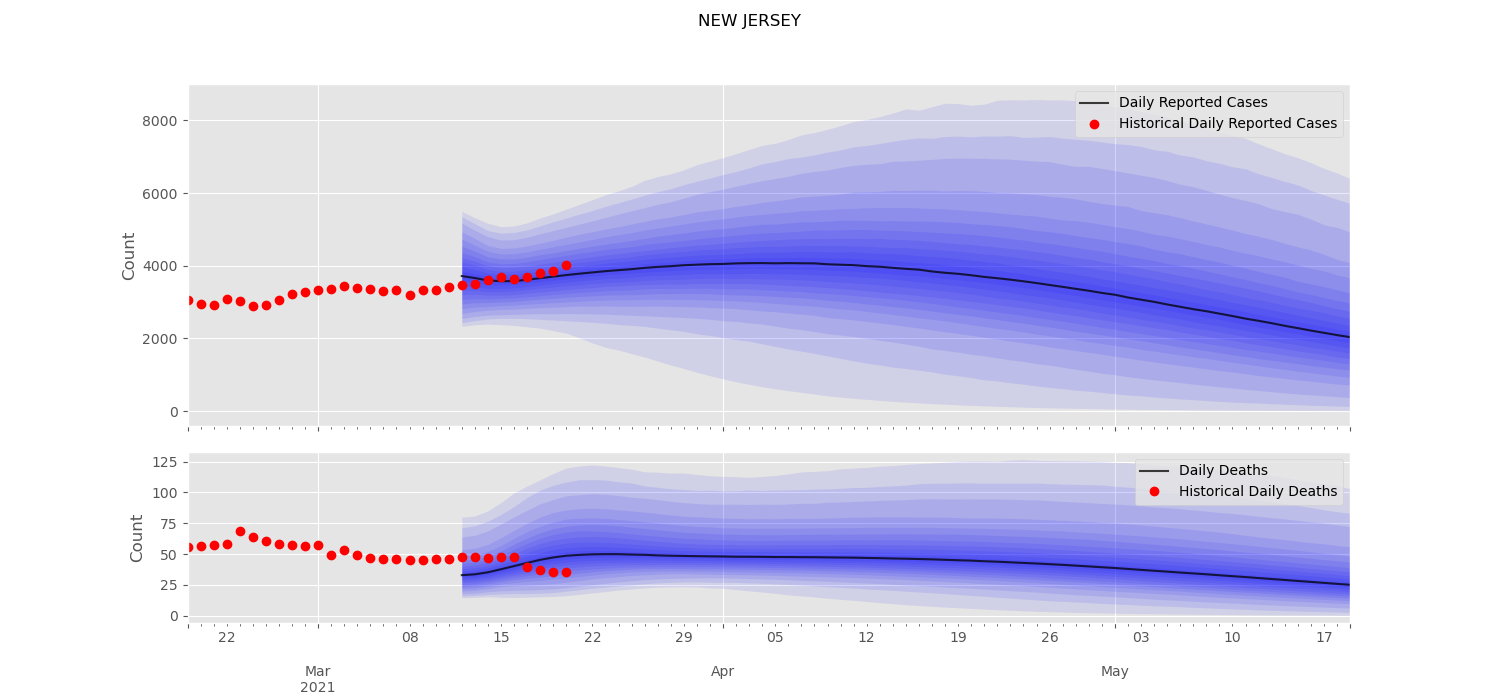 NEW JERSEY
Daily Reported Cases
Historical Daily Reported Cases
Count
8000
6000
4000
2000
0
Daily Deaths
Historical Daily Deaths
Count
125
100
75
50
25
0
22 08 15 22 29 05 12 19 26 03 10 17
Mar Apr May
2021